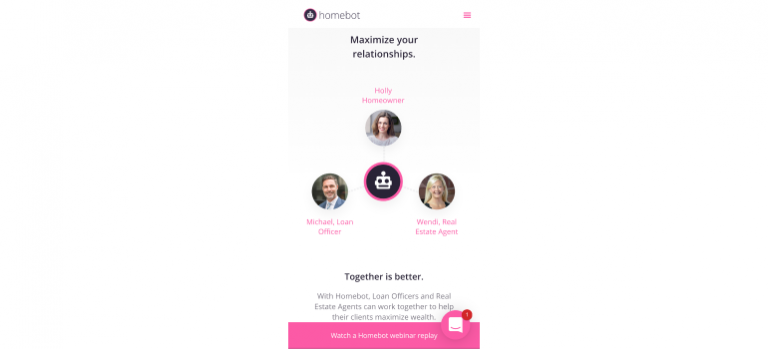 homebot
Maximize your
relationships.
Holly
Homeowner
Michael, Loan
Officer
Wendi, Real
Estate Agent
Together is better.
With Homebot, Loan Officers and Real
Estate Agents can work together to help
their clients maximize wealth.
1
Watch a Homebot webinar replay